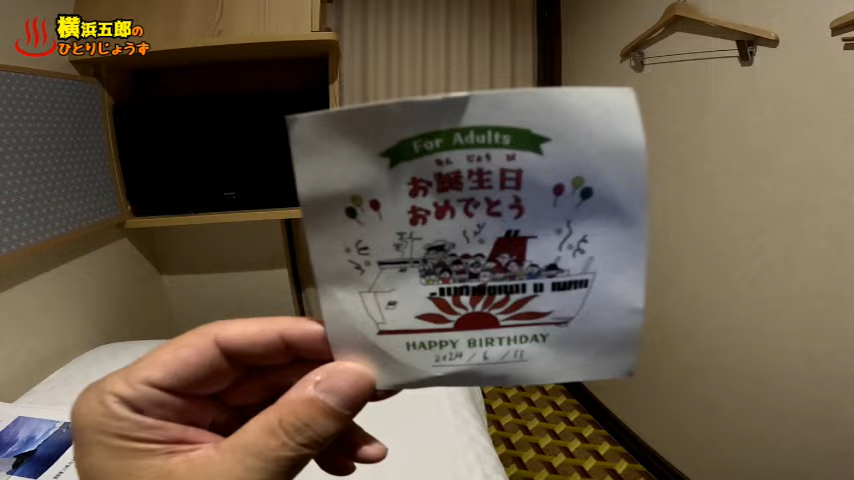 横浜五郎の
ひとりじょうず
For Adults
たん じょう び
お誕生日
おめでとう
HAPPY BIRTHDAY
2024/6/11